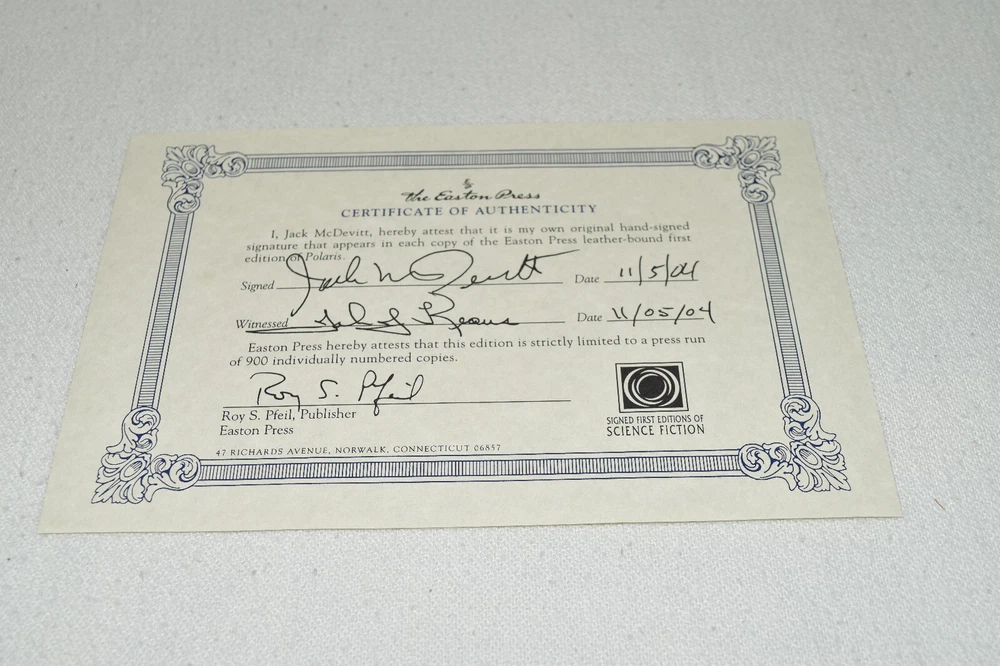 The Easton Press
CERTIFICATE OF AUTHENTICITY
I, Jack McDevitt, hereby attest that it is my own original hand-signed
signature that appears in each copy of the Easton Press leather-bound first
edition of Polaris.
Signed Jack McDevitt Date 11/5/04
Witnessed Date 11/05/04
Easton Press hereby attests that this edition is strictly limited to a press run
of 900 individually numbered copies.
Roy S. Pfeil
Roy S. Pfeil, Publisher
Easton Press
SIGNED FIRST EDITIONS OF
SCIENCE FICTION
47 RICHARDS AVENUE, NORWALK, CONNECTICUT 06857